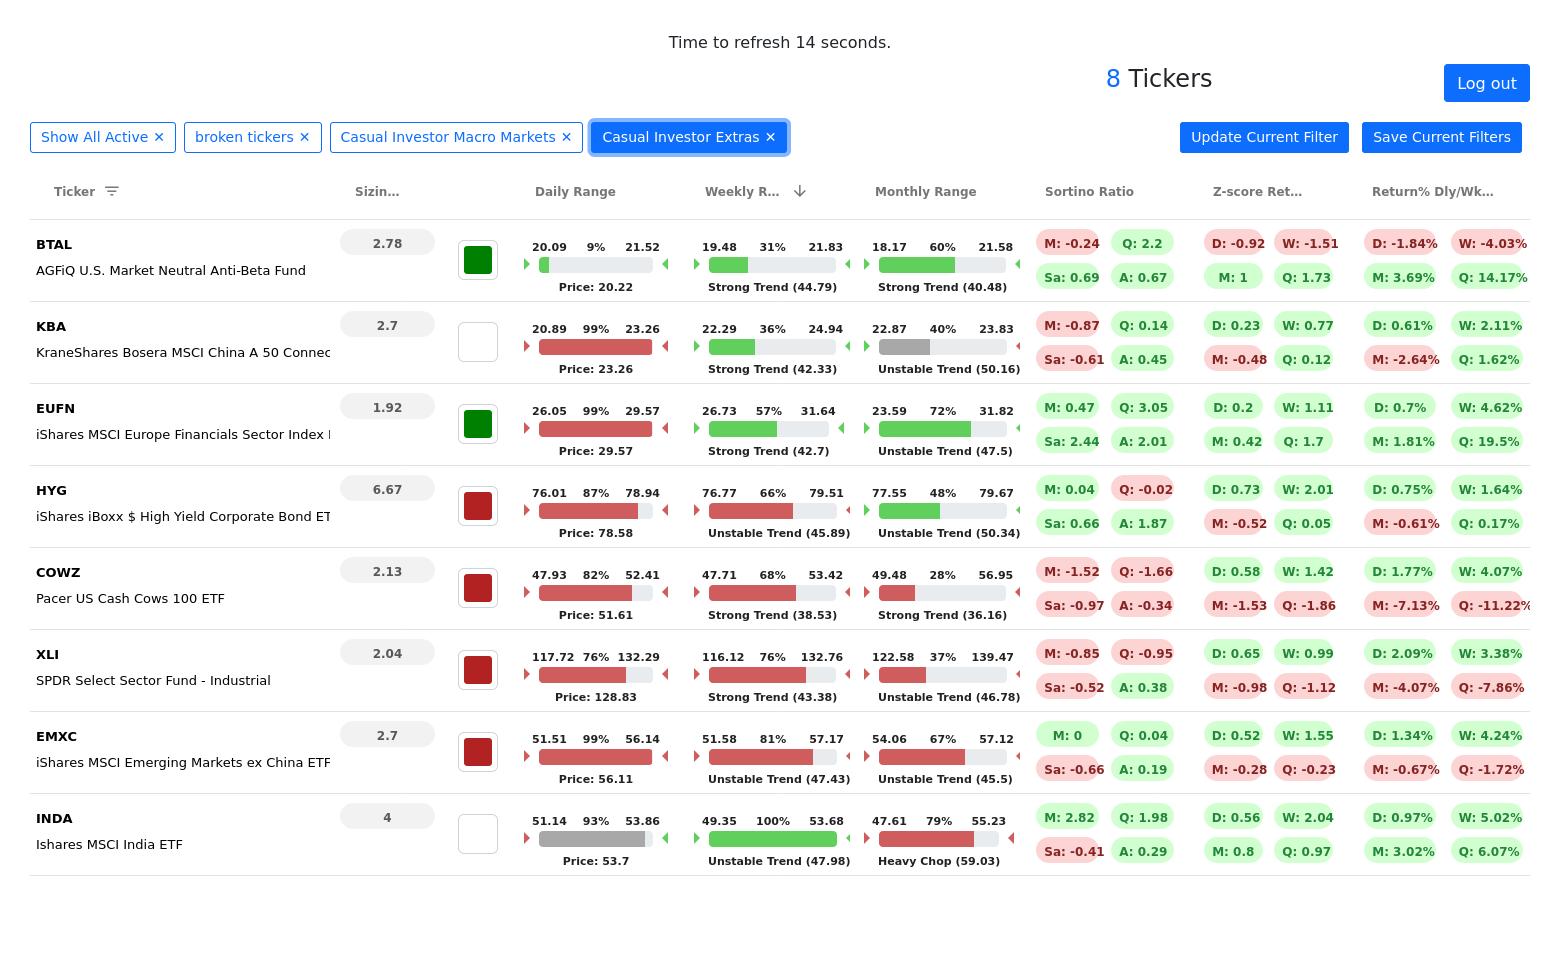 Time to refresh 14 seconds.
8 Tickers
Log out
Show All Active ✕ broken tickers ✕ Casual Investor Macro Markets ✕ Casual Investor Extras ✕ Update Current Filter Save Current Filters
Ticker Sizin… Daily Range Weekly R… Monthly Range Sortino Ratio Z-score Ret… Return% Dly/Wk…
BTAL 2.78 20.09 9% 21.52 19.48 31% 21.83 18.17 60% 21.58 M: -0.24 Q: 2.2 D: -0.92 W: -1.51 D: -1.84% W: -4.03%
AGFiQ U.S. Market Neutral Anti-Beta Fund Price: 20.22 Strong Trend (44.79) Strong Trend (40.48) Sa: 0.69 A: 0.67 M: 1 Q: 1.73 M: 3.69% Q: 14.17%
KBA 2.7 20.89 99% 23.26 22.29 36% 24.94 22.87 40% 23.83 M: -0.87 Q: 0.14 D: 0.23 W: 0.77 D: 0.61% W: 2.11%
KraneShares Bosera MSCI China A 50 Connec Price: 23.26 Strong Trend (42.33) Unstable Trend (50.16) Sa: -0.61 A: 0.45 M: -0.48 Q: 0.12 M: -2.64% Q: 1.62%
EUFN 1.92 26.05 99% 29.57 26.73 57% 31.64 23.59 72% 31.82 M: 0.47 Q: 3.05 D: 0.2 W: 1.11 D: 0.7% W: 4.62%
iShares MSCI Europe Financials Sector Index Price: 29.57 Strong Trend (42.7) Unstable Trend (47.5) Sa: 2.44 A: 2.01 M: 0.42 Q: 1.7 M: 1.81% Q: 19.5%
HYG 6.67 76.01 87% 78.94 76.77 66% 79.51 77.55 48% 79.67 M: 0.04 Q: -0.02 D: 0.73 W: 2.01 D: 0.75% W: 1.64%
iShares iBoxx $ High Yield Corporate Bond ET Price: 78.58 Unstable Trend (45.89) Unstable Trend (50.34) Sa: 0.66 A: 1.87 M: -0.52 Q: 0.05 M: -0.61% Q: 0.17%
COWZ 2.13 47.93 82% 52.41 47.71 68% 53.42 49.48 28% 56.95 M: -1.52 Q: -1.66 D: 0.58 W: 1.42 D: 1.77% W: 4.07%
Pacer US Cash Cows 100 ETF Price: 51.61 Strong Trend (38.53) Strong Trend (36.16) Sa: -0.97 A: -0.34 M: -1.53 Q: -1.86 M: -7.13% Q: -11.22%
XLI 2.04 117.72 76% 132.29 116.12 76% 132.76 122.58 37% 139.47 M: -0.85 Q: -0.95 D: 0.65 W: 0.99 D: 2.09% W: 3.38%
SPDR Select Sector Fund - Industrial Price: 128.83 Strong Trend (43.38) Unstable Trend (46.78) Sa: -0.52 A: 0.38 M: -0.98 Q: -1.12 M: -4.07% Q: -7.86%
EMXC 2.7 51.51 99% 56.14 51.58 81% 57.17 54.06 67% 57.12 M: 0 Q: 0.04 D: 0.52 W: 1.55 D: 1.34% W: 4.24%
iShares MSCI Emerging Markets ex China ETF Price: 56.11 Unstable Trend (47.43) Unstable Trend (45.5) Sa: -0.66 A: 0.19 M: -0.28 Q: -0.23 M: -0.67% Q: -1.72%
INDA 4 51.14 93% 53.86 49.35 100% 53.68 47.61 79% 55.23 M: 2.82 Q: 1.98 D: 0.56 W: 2.04 D: 0.97% W: 5.02%
Ishares MSCI India ETF Price: 53.7 Unstable Trend (47.98) Heavy Chop (59.03) Sa: -0.41 A: 0.29 M: 0.8 Q: 0.97 M: 3.02% Q: 6.07%